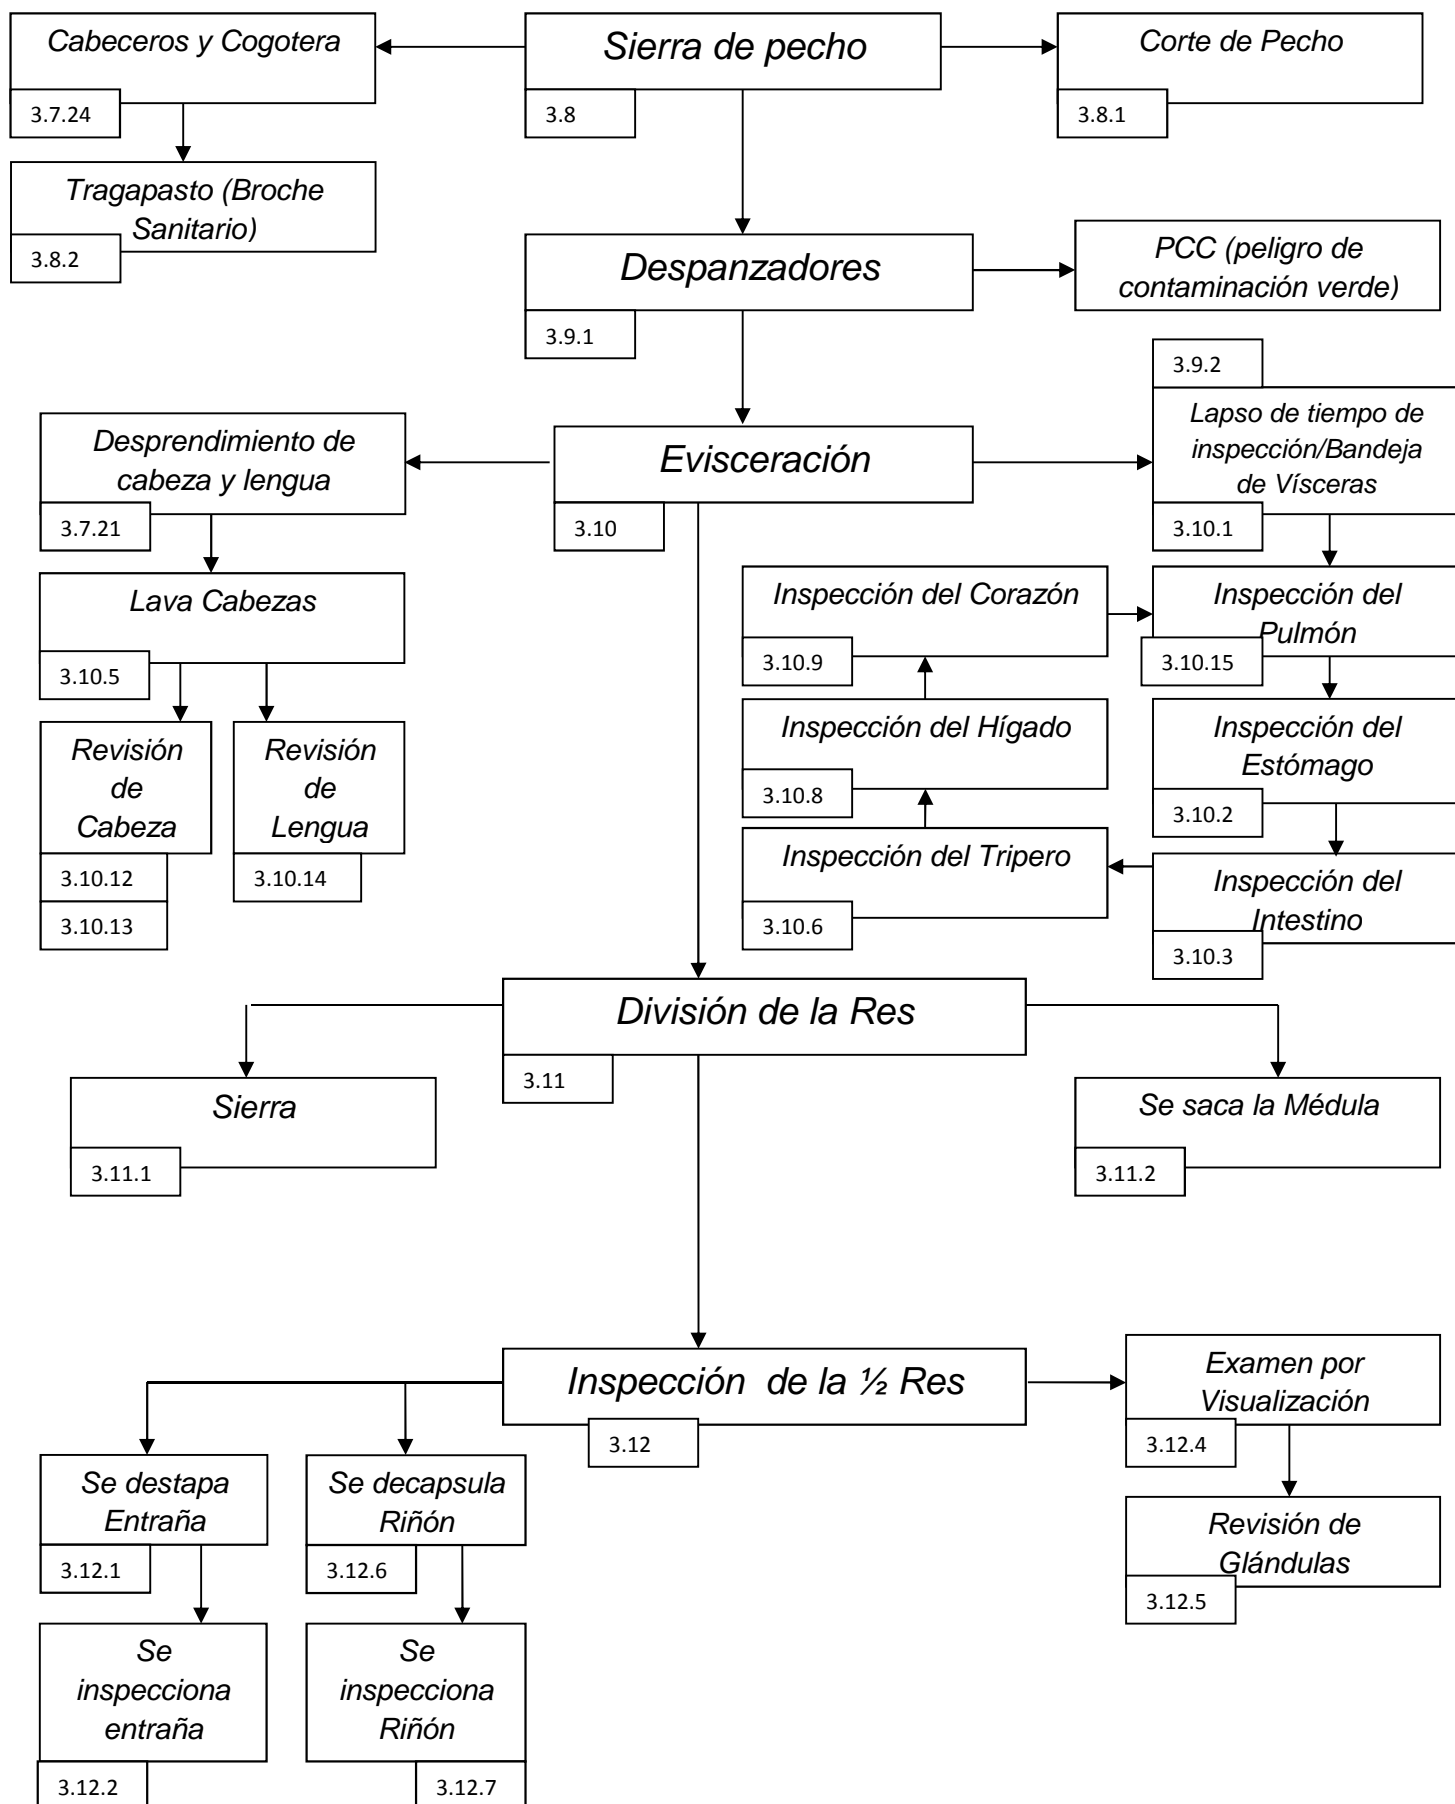 Cabeceros y Cogotera
3.7.24
Sierra de pecho
3.8
Corte de Pecho
3.8.1
Tragapasto (Broche
Sanitario)
3.8.2
Despanzadores
3.9.1
PCC (peligro de
contaminación verde)
3.9.2
Lapso de tiempo de
inspección/Bandeja
de Vísceras
3.10.1
Desprendimiento de
cabeza y lengua
3.7.21
Evisceración
3.10
Lava Cabezas
3.10.5
Inspección del Corazón
3.10.9
Inspección del
Pulmón
3.10.15
Revisión
de
Cabeza
3.10.12
3.10.13
Revisión
de
Lengua
3.10.14
Inspección del Hígado
3.10.8
Inspección del
Estómago
3.10.2
Inspección del Tripero
3.10.6
Inspección del
Intestino
3.10.3
División de la Res
3.11
Sierra
3.11.1
Se saca la Médula
3.11.2
Inspección de la ½ Res
3.12
Examen por
Visualización
3.12.4
Se destapa
Entraña
3.12.1
Se decapsula
Riñón
3.12.6
Revisión de
Glándulas
3.12.5
Se
inspecciona
entraña
3.12.2
Se
inspecciona
Riñón
3.12.7